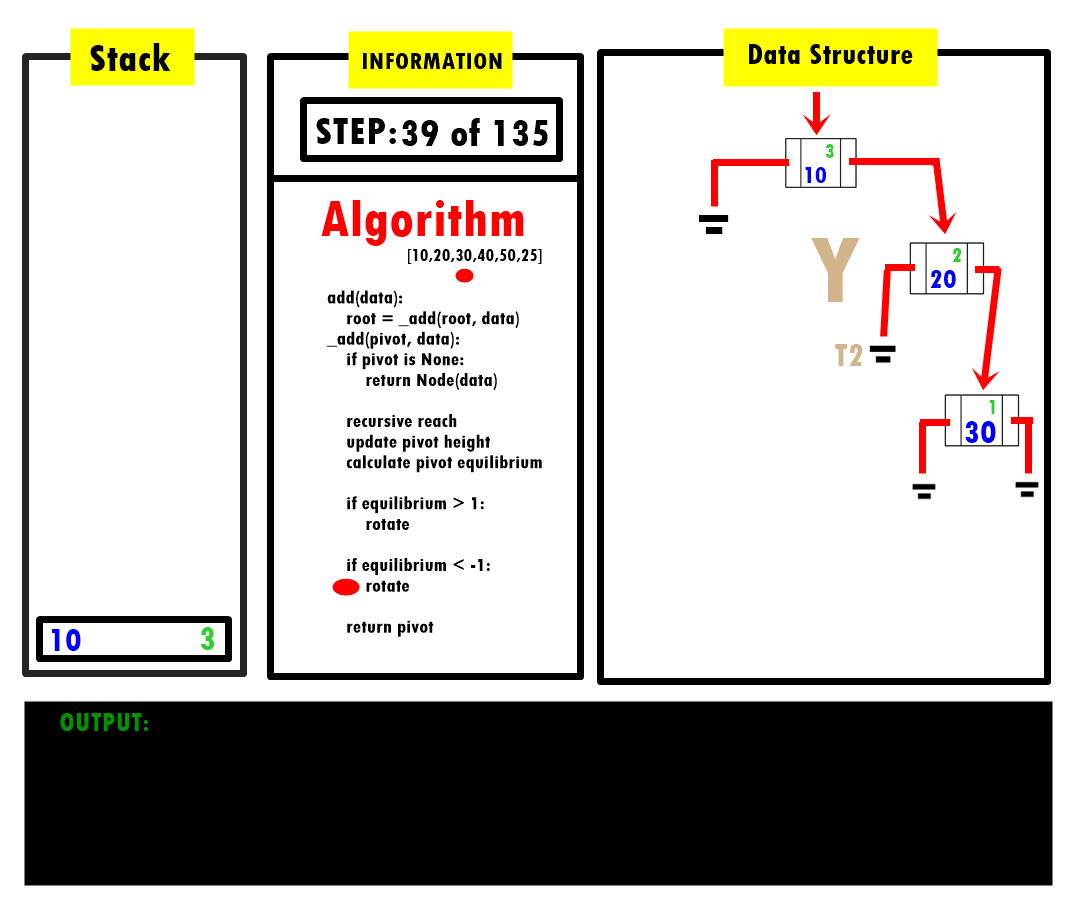 Stack
10 3
INFORMATION
STEP:39 of 135
Algorithm
[10,20,30,40,50,25]
add(data):
root = _add(root, data)
_add(pivot, data):
if pivot is None:
return Node(data)
recursive reach
update pivot height
calculate pivot equilibrium
if equilibrium > 1:
rotate
if equilibrium < -1:
rotate
return pivot
Data Structure
3
10
Y
2
20
T2
1
30
OUTPUT: